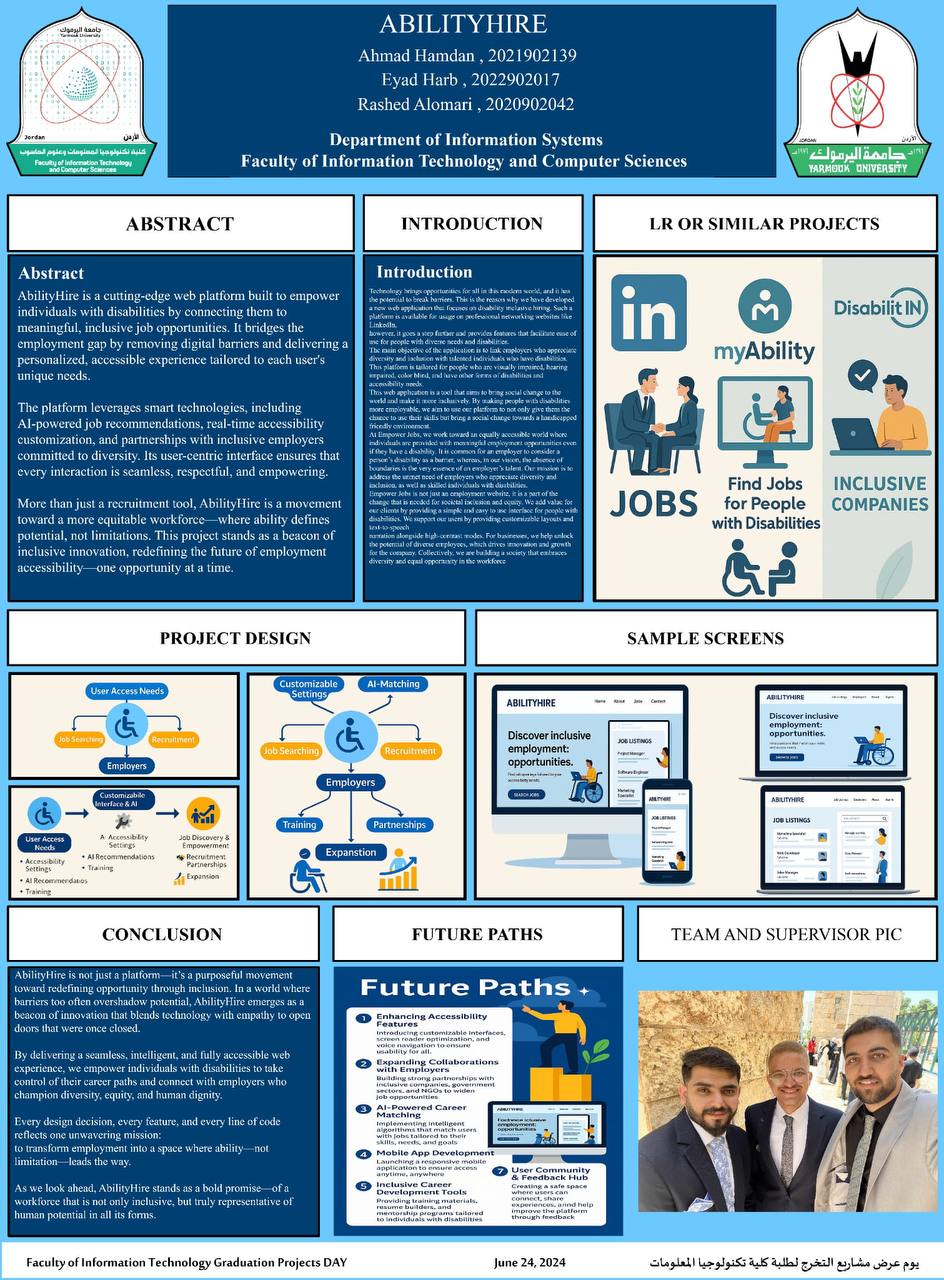 جامعة اليرموك
Yarmouk University
Jordan
الأردن
كلية تكنولوجيا المعلومات وعلوم الحاسوب
Faculty of Information Technology
and Computer Sciences
ABILITYHIRE
Ahmad Hamdan , 2021902139
Eyad Harb , 2022902017
Rashed Alomari , 2020902042
Department of Information Systems
Faculty of Information Technology and Computer Sciences
JORDAN
الأردن
جامعة اليرموك
YARMOUK UNIVERSITY
ABSTRACT
Abstract
AbilityHire is a cutting-edge web platform built to empower
individuals with disabilities by connecting them to
meaningful, inclusive job opportunities. It bridges the
employment gap by removing digital barriers and delivering a
personalized, accessible experience tailored to each user's
unique needs.
The platform leverages smart technologies, including
AI-powered job recommendations, real-time accessibility
customization, and partnerships with inclusive employers
committed to diversity. Its user-centric interface ensures that
every interaction is seamless, respectful, and empowering.
More than just a recruitment tool, AbilityHire is a movement
toward a more equitable workforce—where ability defines
potential, not limitations. This project stands as a beacon of
inclusive innovation, redefining the future of employment
accessibility—one opportunity at a time.
INTRODUCTION
Introduction
Technology brings opportunities for all in this modern world, and it has
the potential to break barriers. This is the reason why we have developed
a new web application that focuses on disability inclusive hiring. Such a
platform is available for usage on professional networking websites like
LinkedIn.
however, it goes a step further and provides features that facilitate ease of
use for people with diverse needs and disabilities.
The main objective of the application is to link employers who appreciate
diversity and inclusion with talented individuals who have disabilities.
This platform is tailored for people who are visually impaired, hearing
impaired, color blind, and have other forms of disabilities and
accessibility needs.
This web application is a tool that aims to bring social change to the
world and make it more inclusively. By making people with disabilities
more employable, we aim to use our platform to not only give them the
chance to use their skills but bring a social change towards a handicapped
friendly environment.
At Empower Jobs, we work toward an equally accessible world where
individuals are provided with meaningful employment opportunities even
if they have a disability. It is common for an employer to consider a
person's disability as a barrier, whereas, in our vision, the absence of
boundaries is the very essence of an employer's talent. Our mission is to
address the unmet need of employers who appreciate diversity and
inclusion, as well as skilled individuals with disabilities.
Empower Jobs is not just an employment website, it is a part of the
change that is needed for societal inclusion and equity. We add value for
our clients by providing a simple and easy to use interface for people with
disabilities. We support our users by providing customizable layouts and
text-to-speech
narration alongside high-contrast modes. For businesses, we help unlock
the potential of diverse employees, which drives innovation and growth
for the company. Collectively, we are building a society that embraces
diversity and equal opportunity in the workforce
LR OR SIMILAR PROJECTS
in
myAbility
Disabilit IN
JOBS
Find Jobs
for People
with Disabilities
INCLUSIVE
COMPANIES
PROJECT DESIGN
User Access Needs
Job Searching
Recruitment
Employers
Customizabile
Interface & AI
User Access
Needs
A· Accessibility
Settings
Job Discovery &
Empowerment
• Accessibility
Settings
• AI Recommendations
• Training
• AI Recommendations
• Training
Recruitment
Partnerships
Expansion
Customizable
Settings
AI-Matching
Job Searching
Recruitment
Employers
Training
Partnerships
Expanstion
SAMPLE SCREENS
ABILITYHIRE
Home About Jobs Contact
Discover inclusive
employment:
opportunities.
SEARCH JOBS
JOB LISTINGS
Project Manager
Software Engineer
Marketing
Specialist
ABILITYHIRE
JOB LISTINGS
ABILITYHIRE
Discover inclusive
employment:
opportunities.
BROWSE JOBS
ABILITYHIRE
JOB LISTINGS
CONCLUSION
AbilityHire is not just a platform—it's a purposeful movement
toward redefining opportunity through inclusion. In a world where
barriers too often overshadow potential, AbilityHire emerges as a
beacon of innovation that blends technology with empathy to open
doors that were once closed.
By delivering a seamless, intelligent, and fully accessible web
experience, we empower individuals with disabilities to take
control of their career paths and connect with employers who
champion diversity, equity, and human dignity.
Every design decision, every feature, and every line of code
reflects one unwavering mission:
to transform employment into a space where ability—not
limitation—leads the way.
As we look ahead, AbilityHire stands as a bold promise—of a
workforce that is not only inclusive, but truly representative of
human potential in all its forms.
FUTURE PATHS
Future Paths
1 Enhancing Accessibility
Features
Introducing customizable interfaces,
screen reader optimization, and
voice navigation to ensure
usability for all.
2 Expanding Collaborations
with Employers
Building strong partnerships with
inclusive companies, government
sectors, and NGOs to widen
job opportunities
3 AI-Powered Career
Matching
Implementing intelligent
algorithms that match users
with Jobs tailored to their
skills, needs, and goals
4 Mobile App Development
Launching a responsive mobile
application to ensure access
anytime, anywhere
5 Inclusive Career
Development Tools
Providing training materials,
resume builders, and
mentorship programs tailored
to individuals with disabilities
ABILITYHIRE
7 User Community
& Feedback Hub
Creating a safe space
where users can
connect, share
experiences, annd help
improve the platform
through feedback
TEAM AND SUPERVISOR PIC
Faculty of Information Technology Graduation Projects DAY
June 24, 2024
يوم عرض مشاريع التخرج لطلبة كلية تكنولوجيا المعلومات